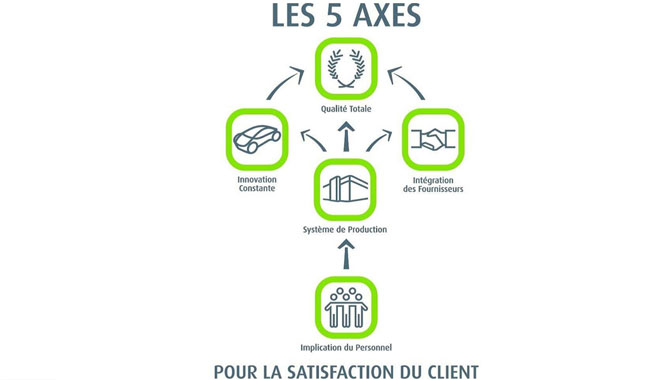 LES 5 AXES
Qualité Totale
Innovation
Constante
Intégration
des Fournisseurs
Système de Production
Implication du Personnel
POUR LA SATISFACTION DU CLIENT